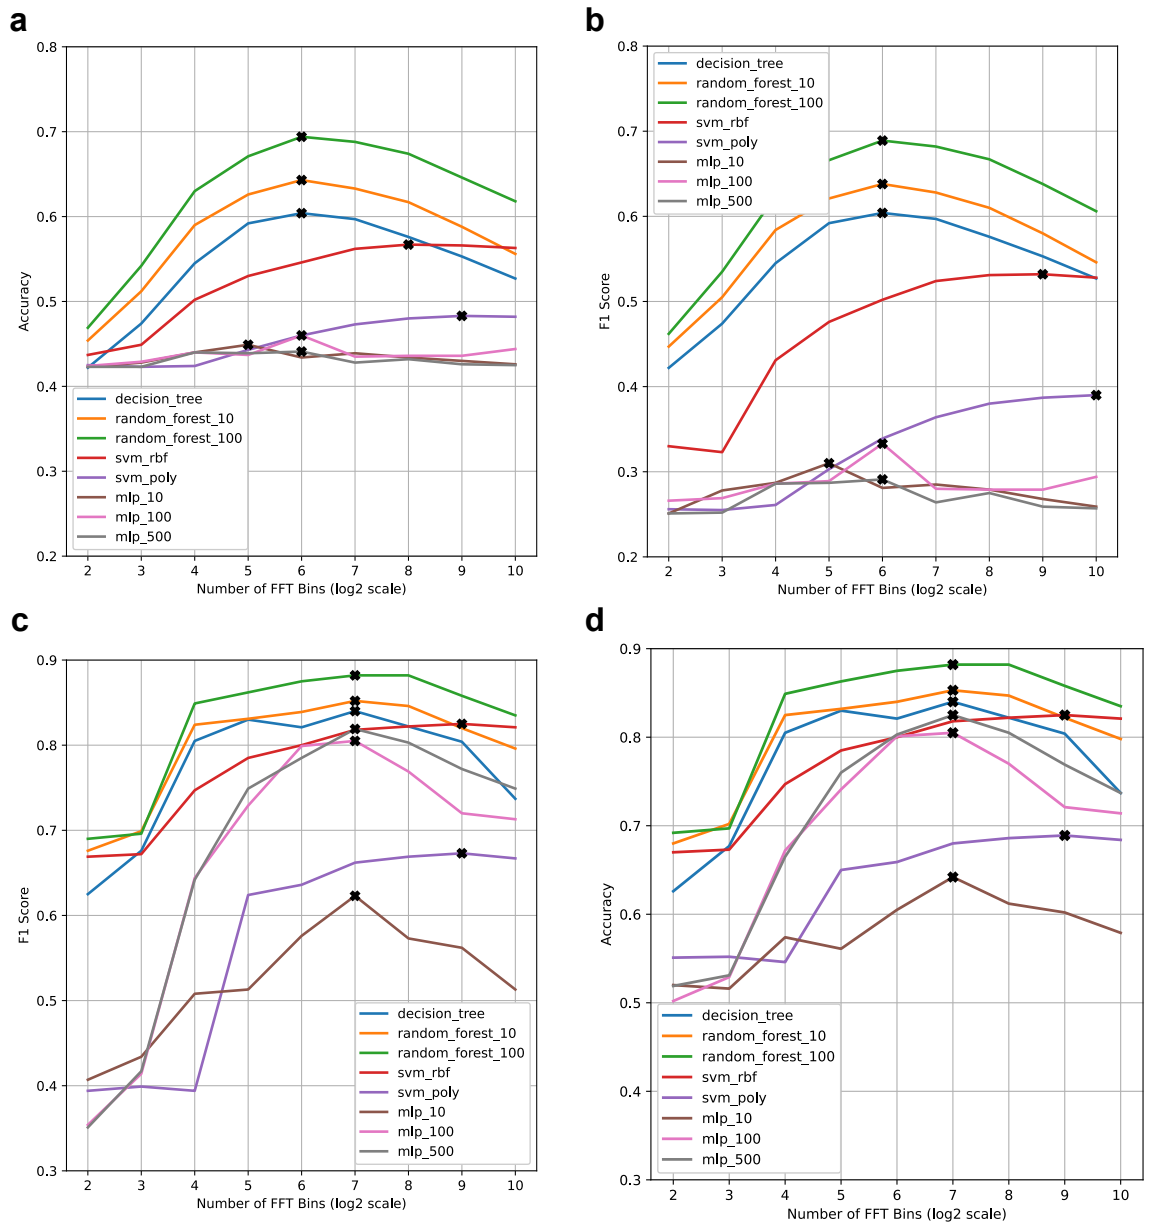 a
0.8
0.7
0.6
0.5
0.4
0.3
0.2
Accuracy
decision_tree
random_forest_10
random_forest_100
svm_rbf
svm_poly
mlp_10
mlp_100
mlp_500
2 3 4 5 6 7 8 9 10
Number of FFT Bins (log2 scale)
b
0.8
0.7
0.6
0.5
0.4
0.3
0.2
F1 Score
decision_tree
random_forest_10
random_forest_100
svm_rbf
svm_poly
mlp_10
mlp_100
mlp_500
2 3 4 5 6 7 8 9 10
Number of FFT Bins (log2 scale)
c
0.9
0.8
0.7
0.6
0.5
0.4
0.3
F1 Score
decision_tree
random_forest_10
random_forest_100
svm_rbf
svm_poly
mlp_10
mlp_100
mlp_500
2 3 4 5 6 7 8 9 10
Number of FFT Bins (log2 scale)
d
0.9
0.8
0.7
0.6
0.5
0.4
0.3
Accuracy
decision_tree
random_forest_10
random_forest_100
svm_rbf
svm_poly
mlp_10
mlp_100
mlp_500
2 3 4 5 6 7 8 9 10
Number of FFT Bins (log2 scale)